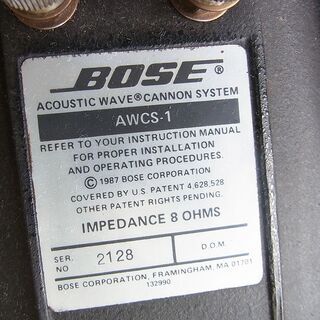 BOSE®
ACOUSTIC WAVE® CANNON SYSTEM
AWCS-1
REFER TO YOUR INSTRUCTION MANUAL
FOR PROPER INSTALLATION
AND OPERATING PROCEDURES.
© 1987 BOSE CORPORATION
COVERED BY U.S. PATENT 4,628,528
OTHER PATENTS PENDING.
IMPEDANCE 8 OHMS
SER. NO 2128 D.O.M.
BOSE CORPORATION, FRAMINGHAM, MA 01701
132990